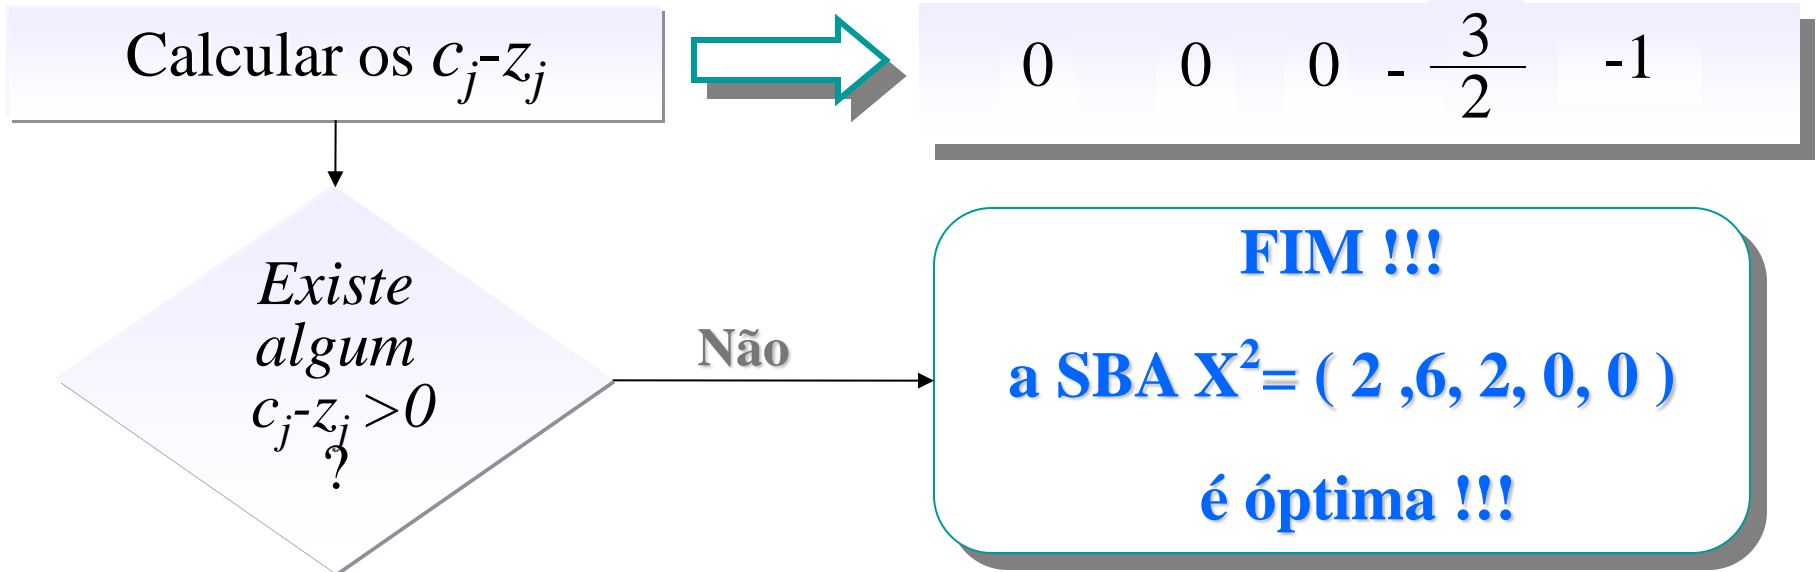 Calcular os cj-zj
0 0 0 - 3/2 -1
Existe
algum
cj-zj >0
?
Não
FIM !!!
a SBA X²= ( 2 ,6, 2, 0, 0 )
é óptima !!!